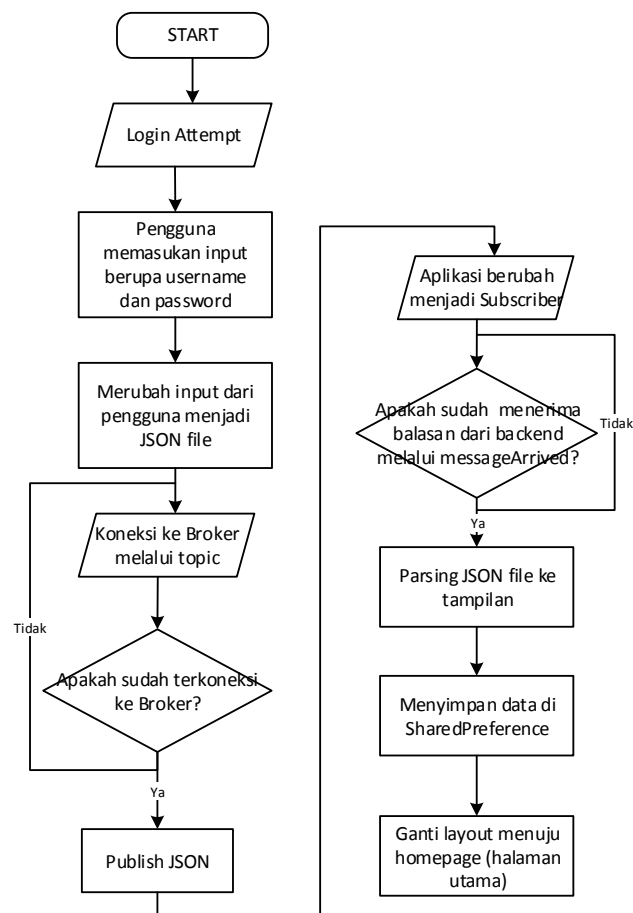 START
Login Attempt
Pengguna
memasukan input
berupa username
dan password
Merubah input dari
pengguna menjadi
JSON file
Koneksi ke Broker
melalui topic
Tidak
Apakah sudah terkoneksi
ke Broker?
Ya
Publish JSON
Aplikasi berubah
menjadi Subscriber
Apakah sudah menerima
balasan dari backend
melalui messageArrived?
Tidak
Ya
Parsing JSON file ke
tampilan
Menyimpan data di
SharedPreference
Ganti layout menuju
homepage (halaman
utama)